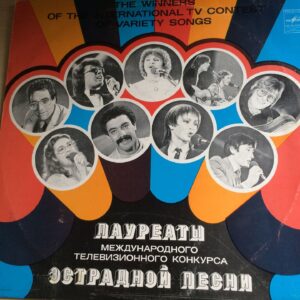 THE WINNERS
OF THE INTERNATIONAL TV CONTEST
OF VARIETY SONGS
ЛАУРЕАТЫ
МЕЖДУНАРОДНОГО
ТЕЛЕВИЗИОННОГО КОНКУРСА
ЭСТРАДНОЙ ПЕСНИ